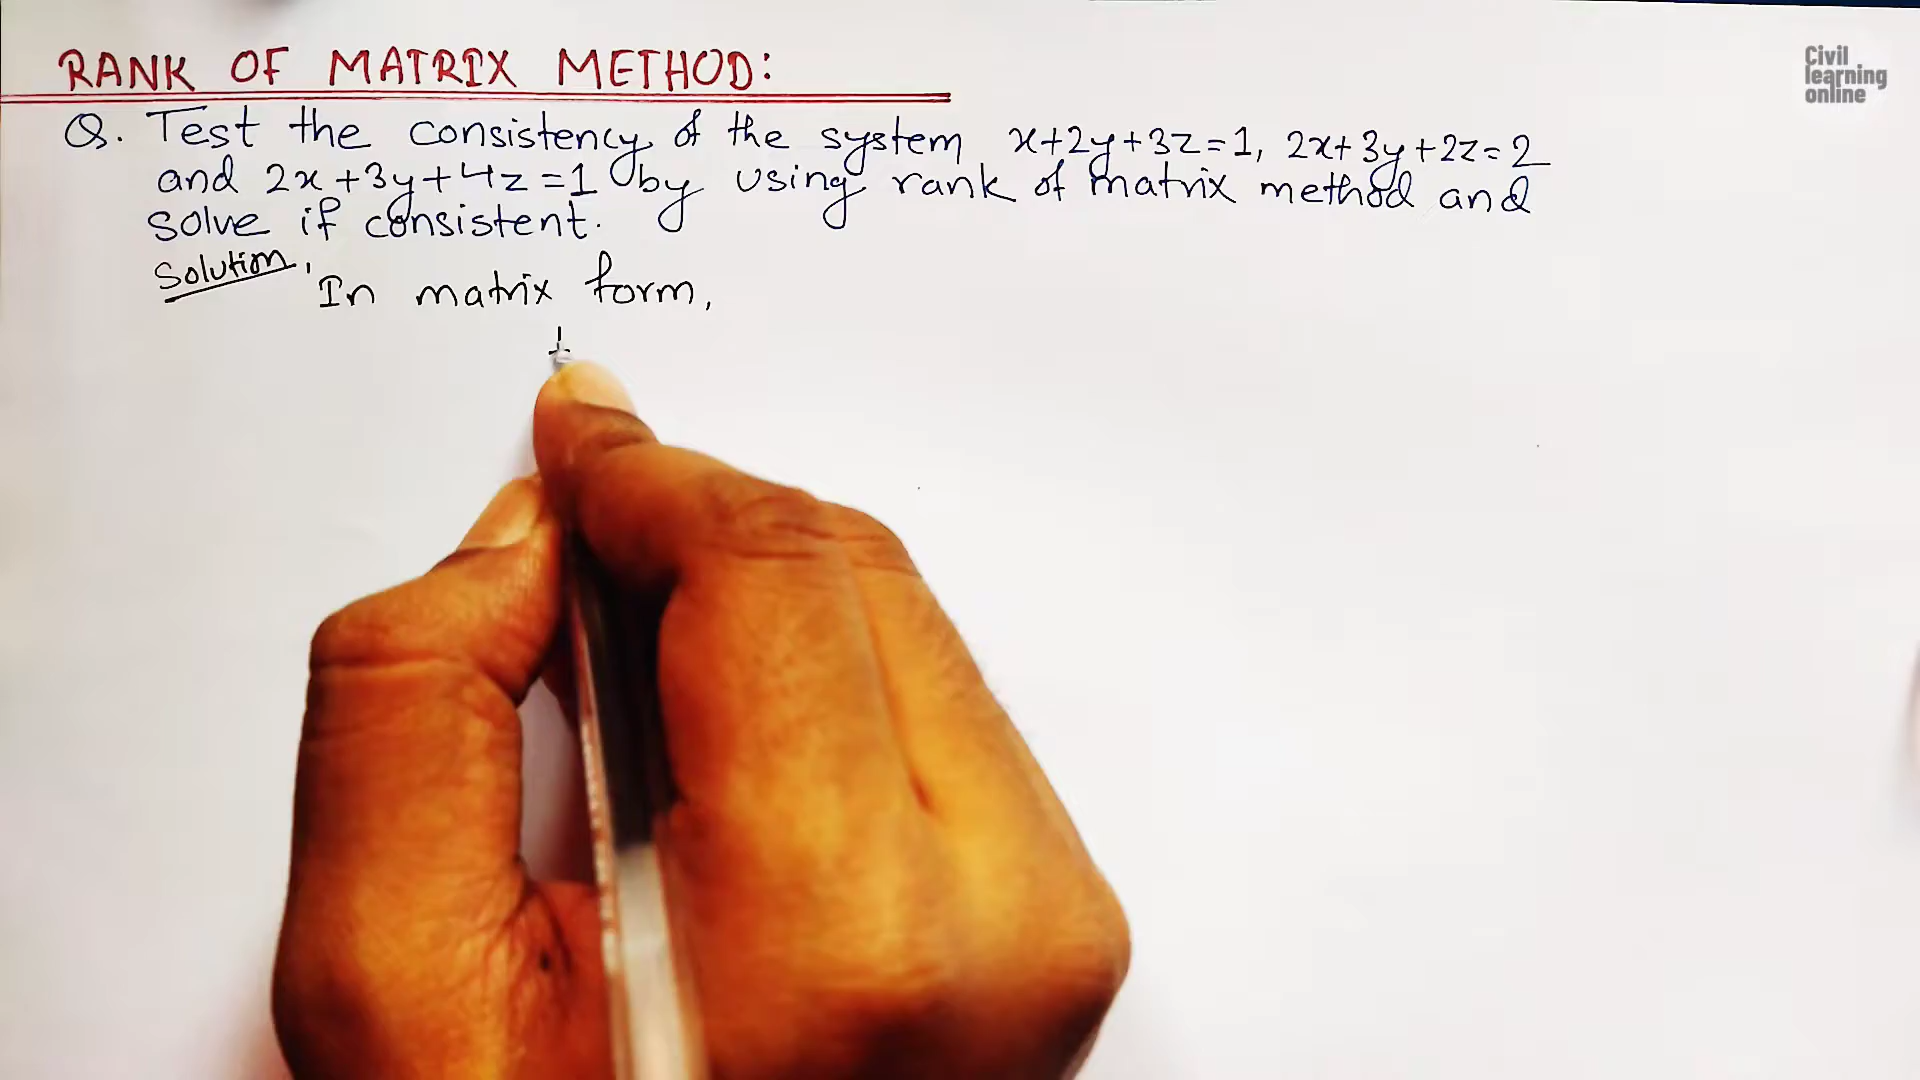 RANK OF MATRIX METHOD:
Civil
learning
online
Q. Test the consistency of the system x+2y+3z=1, 2x+3y+2z=2
and 2x+3y+4z=1 by using rank of matrix method and
solve if consistent.
Solution,
In matrix form,